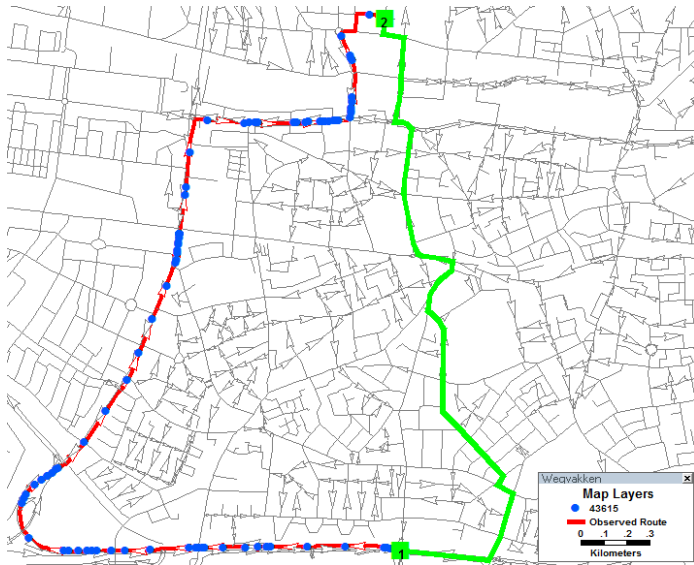 2
1
Wegvakken
Map Layers
43615
Observed Route
0 .1 .2 .3
Kilometers